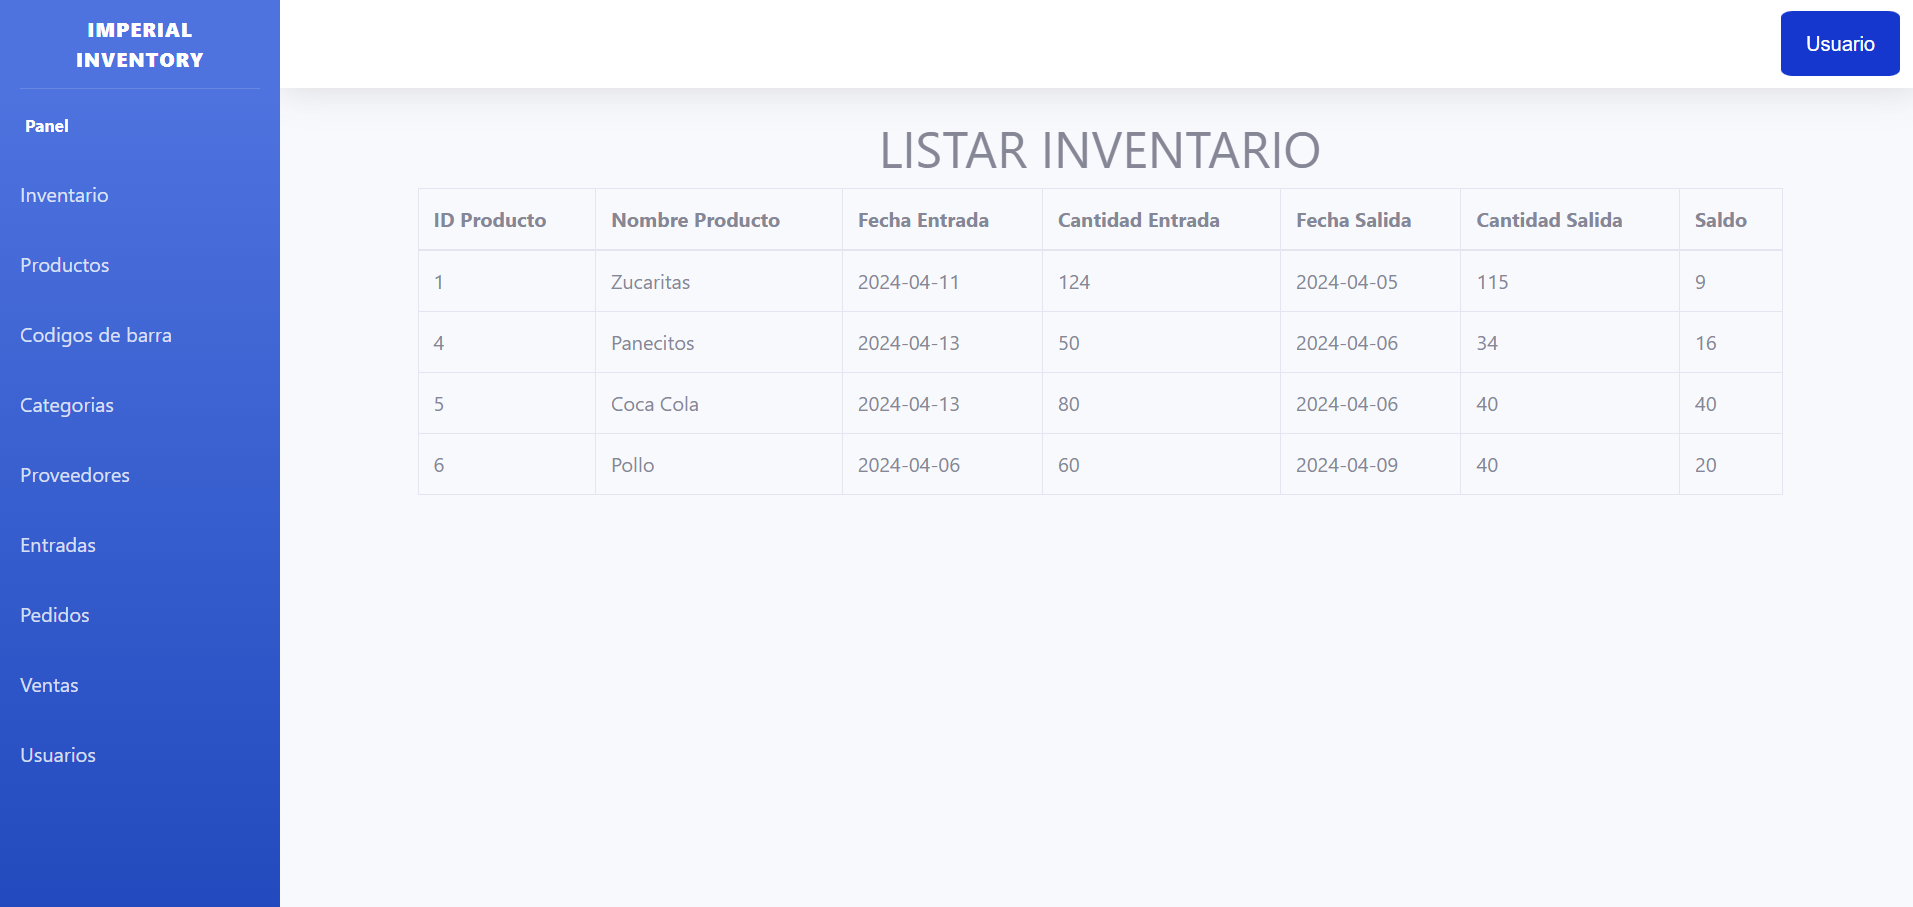 IMPERIAL
INVENTORY
Usuario
Panel
Inventario
Productos
Codigos de barra
Categorias
Proveedores
Entradas
Pedidos
Ventas
Usuarios
LISTAR INVENTARIO
ID Producto Nombre Producto Fecha Entrada Cantidad Entrada Fecha Salida Cantidad Salida Saldo
1 Zucaritas 2024-04-11 124 2024-04-05 115 9
4 Panecitos 2024-04-13 50 2024-04-06 34 16
5 Coca Cola 2024-04-13 80 2024-04-06 40 40
6 Pollo 2024-04-06 60 2024-04-09 40 20